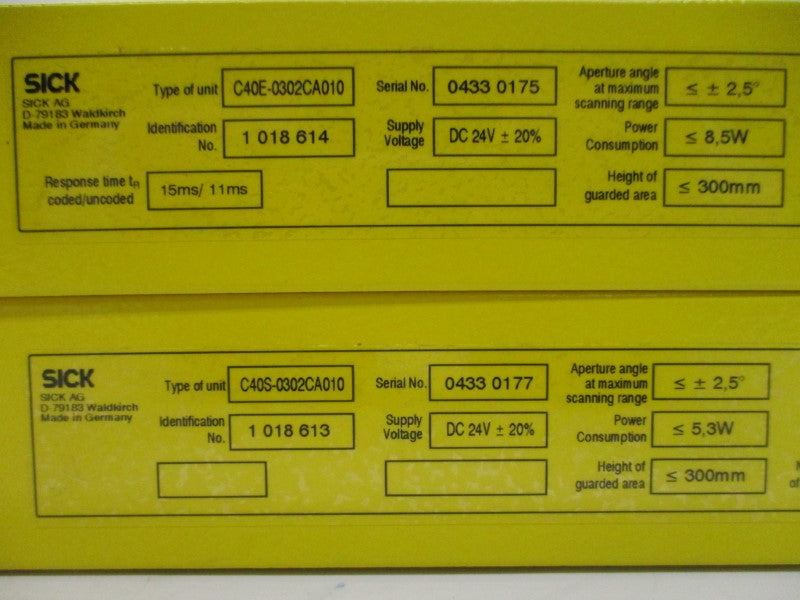 SICK
SICK AG
D-79183 Waldkirch
Made in Germany
Type of unit C40E-0302CA010
Serial No. 0433 0175
Aperture angle
at maximum
scanning range
≤ ± 2,5°
Identification
No.
1 018 614
Supply
Voltage
DC 24V ± 20%
Power
Consumption
≤ 8,5W
Response time tR
coded/uncoded
15ms/ 11ms
Height of
guarded area
≤ 300mm
SICK
SICK AG
D-79183 Waldkirch
Made in Germany
Type of unit C40S-0302CA010
Serial No. 0433 0177
Aperture angle
at maximum
scanning range
≤ ± 2,5°
Identification
No.
1 018 613
Supply
Voltage
DC 24V ± 20%
Power
Consumption
≤ 5,3W
Height of
guarded area
≤ 300mm